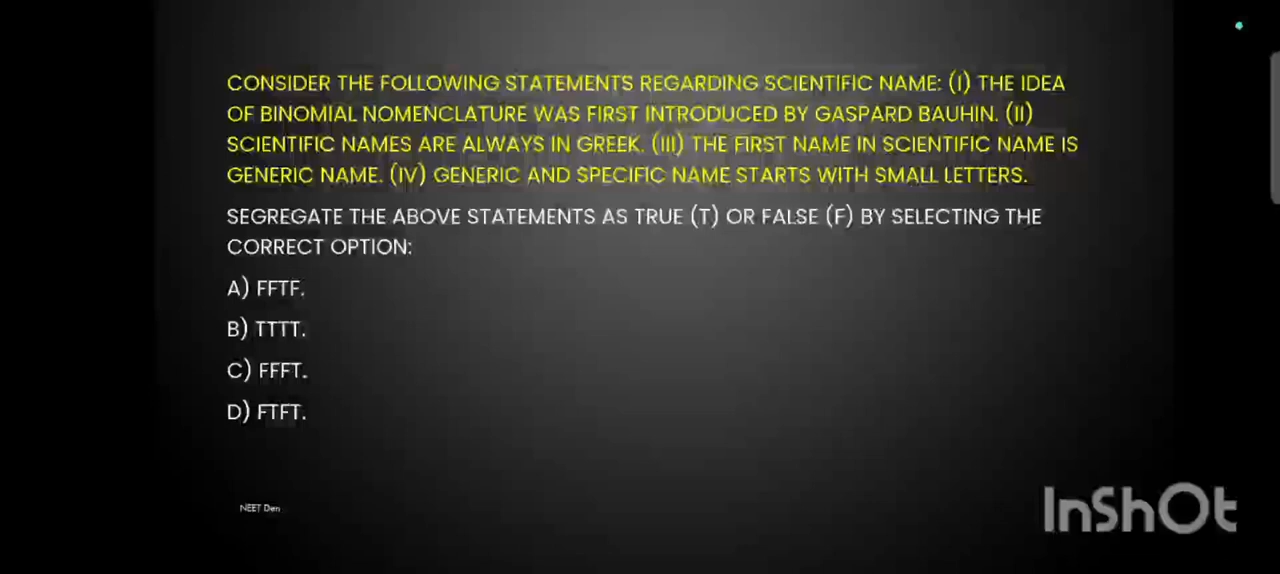 CONSIDER THE FOLLOWING STATEMENTS REGARDING SCIENTIFIC NAME: (I) THE IDEA
OF BINOMIAL NOMENCLATURE WAS FIRST INTRODUCED BY GASPARD BAUHIN. (II)
SCIENTIFIC NAMES ARE ALWAYS IN GREEK. (III) THE FIRST NAME IN SCIENTIFIC NAME IS
GENERIC NAME. (IV) GENERIC AND SPECIFIC NAME STARTS WITH SMALL LETTERS.
SEGREGATE THE ABOVE STATEMENTS AS TRUE (T) OR FALSE (F) BY SELECTING THE
CORRECT OPTION:
A) FFTF.
B) TTTT.
C) FFFT.
D) FTFT.
NEET Den
InShOt